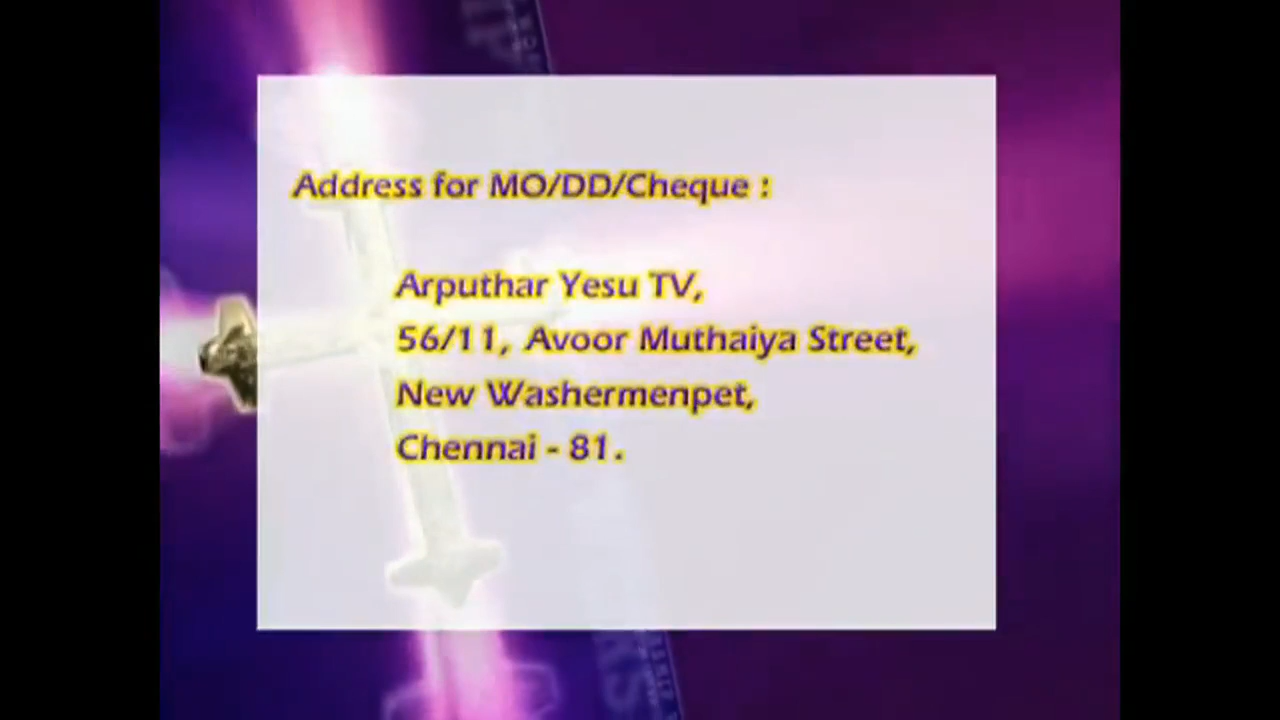 Address for MO/DD/Cheque :
Arputhar Yesu TV,
56/11, Avoor Muthaiya Street,
New Washermenpet,
Chennai - 81.